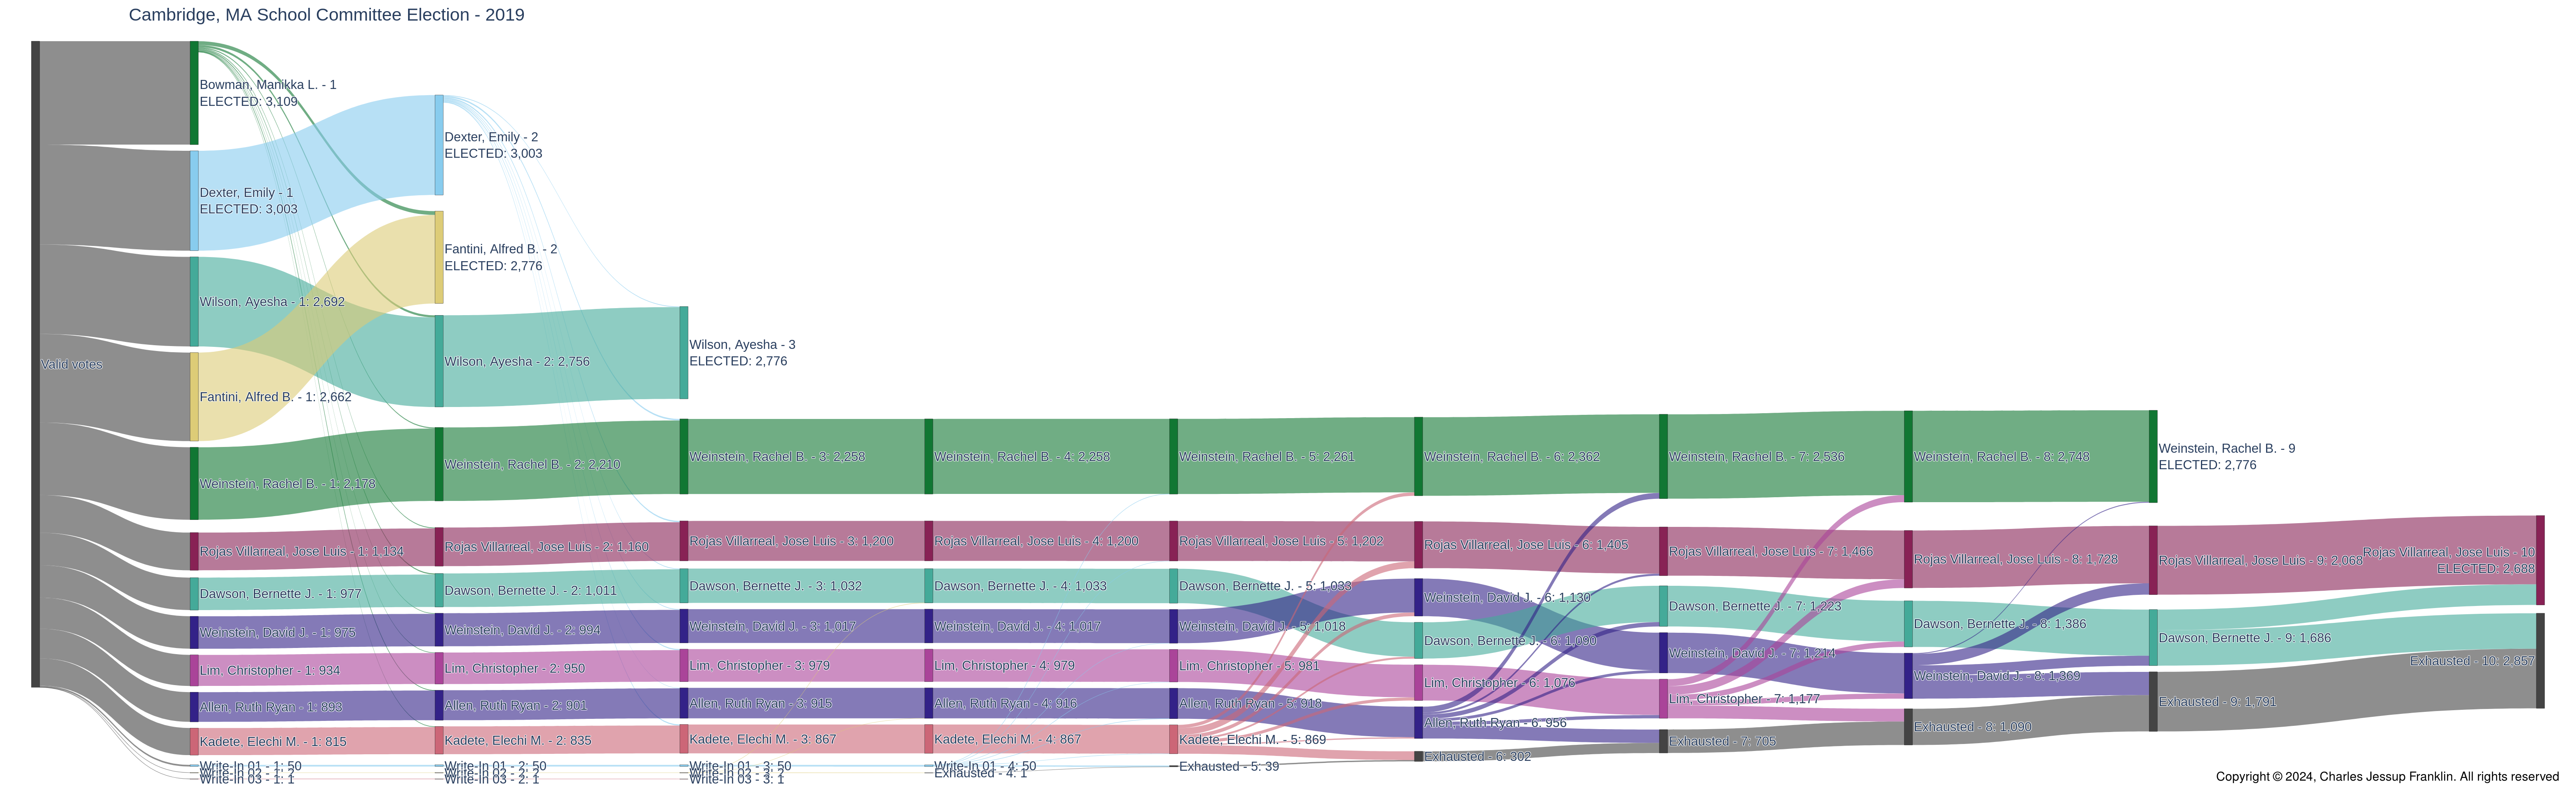 Cambridge, MA School Committee Election - 2019
Valid votes
Bowman, Manikka L. - 1
ELECTED: 3,109
Dexter, Emily - 1
ELECTED: 3,003
Wilson, Ayesha - 1: 2,692
Fantini, Alfred B. - 1: 2,662
Weinstein, Rachel B. - 1: 2,178
Rojas Villarreal, Jose Luis - 1: 1,134
Dawson, Bernette J. - 1: 977
Weinstein, David J. - 1: 975
Lim, Christopher - 1: 934
Allen, Ruth Ryan - 1: 893
Kadete, Elechi M. - 1: 815
Write-In 01 - 1: 50
Write-In 03 - 1: 1
Dexter, Emily - 2
ELECTED: 3,003
Fantini, Alfred B. - 2
ELECTED: 2,776
Wilson, Ayesha - 2: 2,756
Weinstein, Rachel B. - 2: 2,210
Rojas Villarreal, Jose Luis - 2: 1,160
Dawson, Bernette J. - 2: 1,011
Weinstein, David J. - 2: 994
Lim, Christopher - 2: 950
Allen, Ruth Ryan - 2: 901
Kadete, Elechi M. - 2: 835
Write-In 01 - 2: 50
Write-In 03 - 2: 1
Wilson, Ayesha - 3
ELECTED: 2,776
Weinstein, Rachel B. - 3: 2,258
Rojas Villarreal, Jose Luis - 3: 1,200
Dawson, Bernette J. - 3: 1,032
Weinstein, David J. - 3: 1,017
Lim, Christopher - 3: 979
Allen, Ruth Ryan - 3: 915
Kadete, Elechi M. - 3: 867
Write-In 01 - 3: 50
Write-In 03 - 3: 1
Weinstein, Rachel B. - 4: 2,258
Rojas Villarreal, Jose Luis - 4: 1,200
Dawson, Bernette J. - 4: 1,033
Weinstein, David J. - 4: 1,017
Lim, Christopher - 4: 979
Allen, Ruth Ryan - 4: 916
Kadete, Elechi M. - 4: 867
Write-In 01 - 4: 50
Exhausted - 4: 1
Weinstein, Rachel B. - 5: 2,261
Rojas Villarreal, Jose Luis - 5: 1,202
Dawson, Bernette J. - 5: 1,033
Weinstein, David J. - 5: 1,018
Lim, Christopher - 5: 981
Allen, Ruth Ryan - 5: 918
Kadete, Elechi M. - 5: 869
Exhausted - 5: 39
Weinstein, Rachel B. - 6: 2,362
Rojas Villarreal, Jose Luis - 6: 1,405
Weinstein, David J. - 6: 1,130
Dawson, Bernette J. - 6: 1,090
Lim, Christopher - 6: 1,076
Allen, Ruth Ryan - 6: 956
Exhausted - 6: 302
Weinstein, Rachel B. - 7: 2,536
Rojas Villarreal, Jose Luis - 7: 1,466
Dawson, Bernette J. - 7: 1,223
Weinstein, David J. - 7: 1,214
Lim, Christopher - 7: 1,177
Exhausted - 7: 705
Weinstein, Rachel B. - 8: 2,748
Rojas Villarreal, Jose Luis - 8: 1,728
Dawson, Bernette J. - 8: 1,386
Weinstein, David J. - 8: 1,369
Exhausted - 8: 1,090
Weinstein, Rachel B. - 9
ELECTED: 2,776
Rojas Villarreal, Jose Luis - 9: 2,068
Dawson, Bernette J. - 9: 1,686
Exhausted - 9: 1,791
Rojas Villarreal, Jose Luis - 10
ELECTED: 2,688
Exhausted - 10: 2,857
Copyright © 2024, Charles Jessup Franklin. All rights reserved